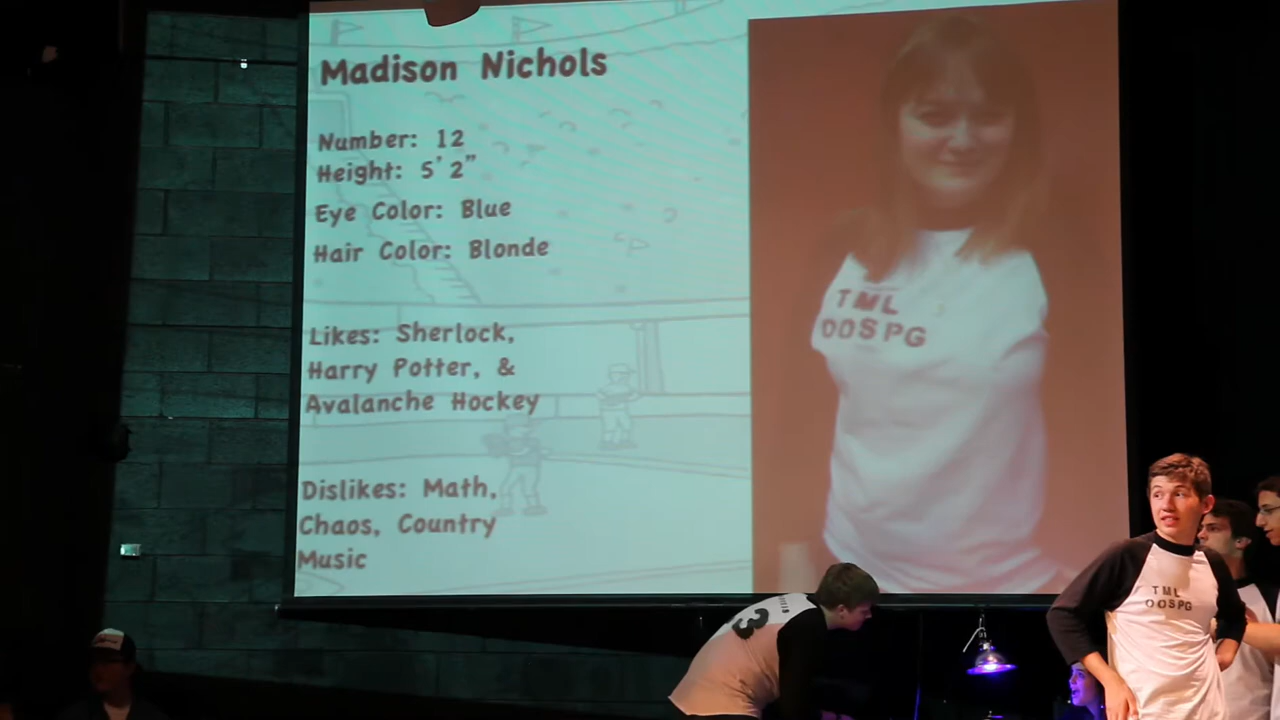 Madison Nichols
Number: 12
Height: 5'2"
Eye Color: Blue
Hair Color: Blonde
Likes: Sherlock,
Harry Potter, &
Avalanche Hockey
Dislikes: Math,
Chaos, Country
Music
TML
OOSPG
3
TML
OOSPG